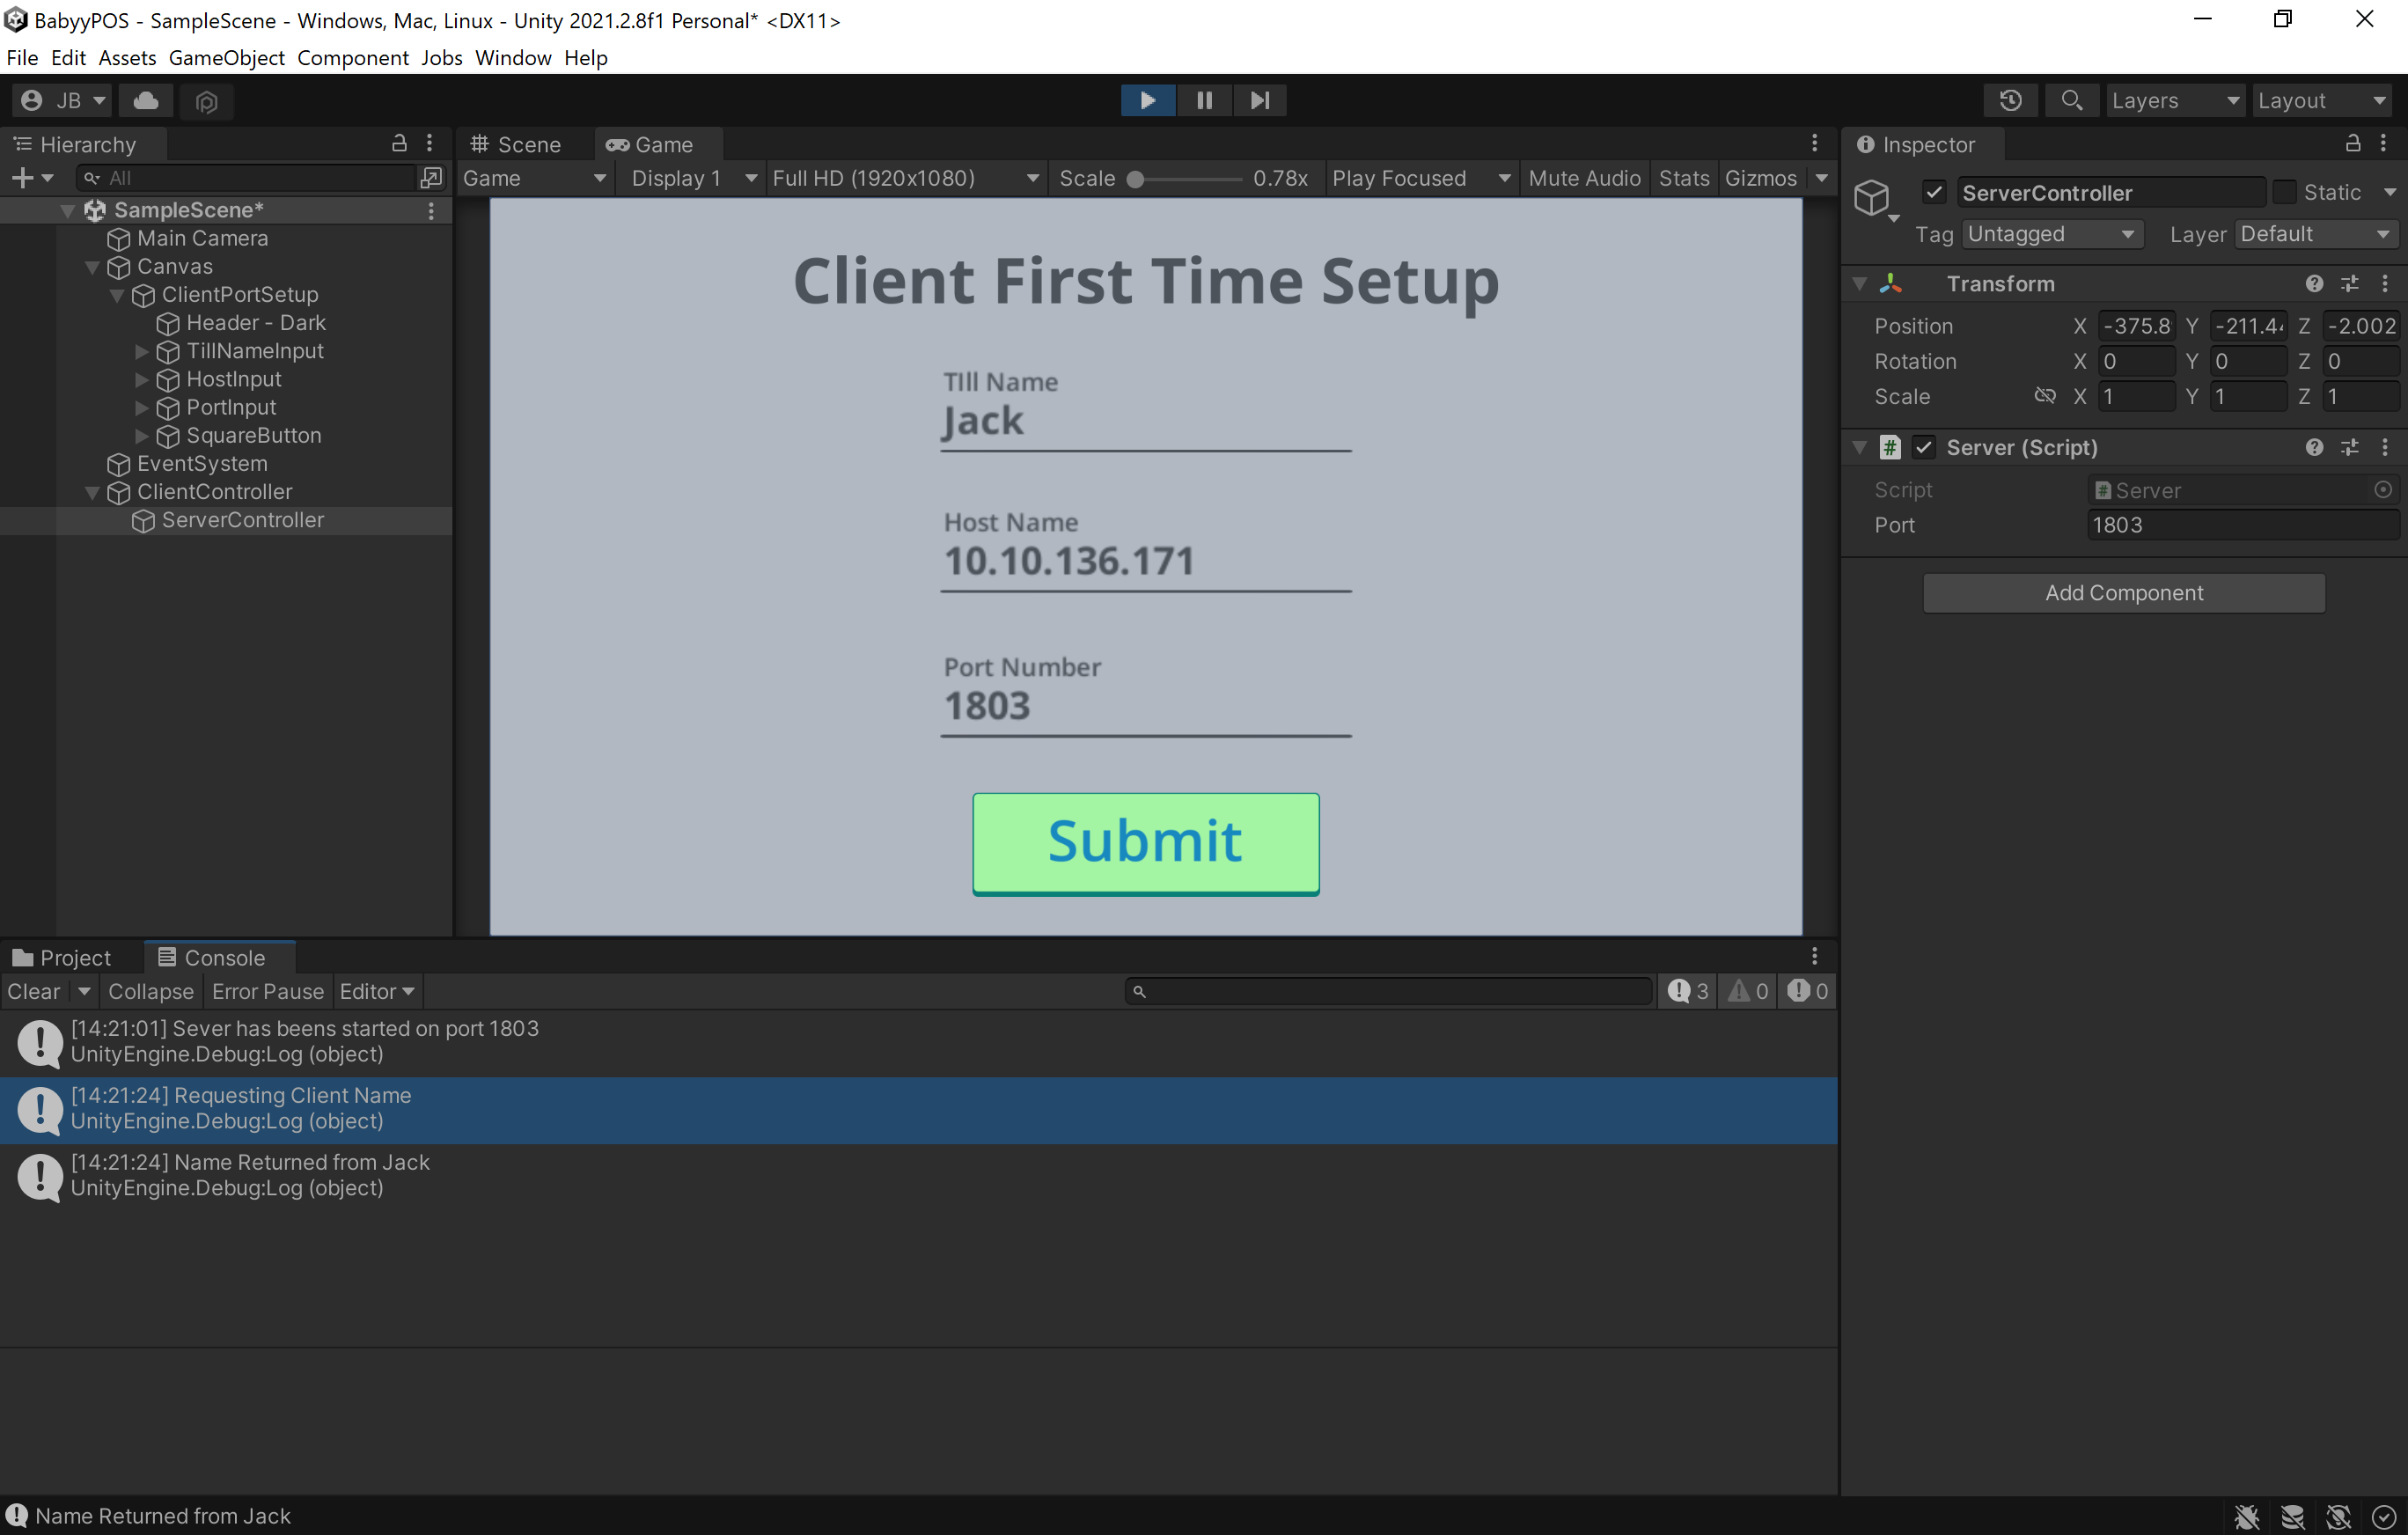 BabyyPOS - SampleScene - Windows, Mac, Linux - Unity 2021.2.8f1 Personal* <DX11>
File Edit Assets GameObject Component Jobs Window Help
JB
Layers
Layout
Hierarchy
All
SampleScene*
Main Camera
Canvas
ClientPortSetup
Header - Dark
TillNameInput
HostInput
PortInput
SquareButton
EventSystem
ClientController
ServerController
Scene
Game
Game Display 1 Full HD (1920x1080) Scale 0.78x Play Focused Mute Audio Stats Gizmos
Client First Time Setup
TIll Name
Jack
Host Name
10.10.136.171
Port Number
1803
Submit
Inspector
ServerController Static
Tag Untagged Layer Default
Transform
Position X -375.8 Y -211.4 Z -2.002
Rotation X 0 Y 0 Z 0
Scale X 1 Y 1 Z 1
# Server (Script)
Script # Server
Port 1803
Add Component
Project
Console
Clear Collapse Error Pause Editor 3 0 0
[14:21:01] Sever has beens started on port 1803
UnityEngine.Debug:Log (object)
[14:21:24] Requesting Client Name
UnityEngine.Debug:Log (object)
[14:21:24] Name Returned from Jack
UnityEngine.Debug:Log (object)
Name Returned from Jack